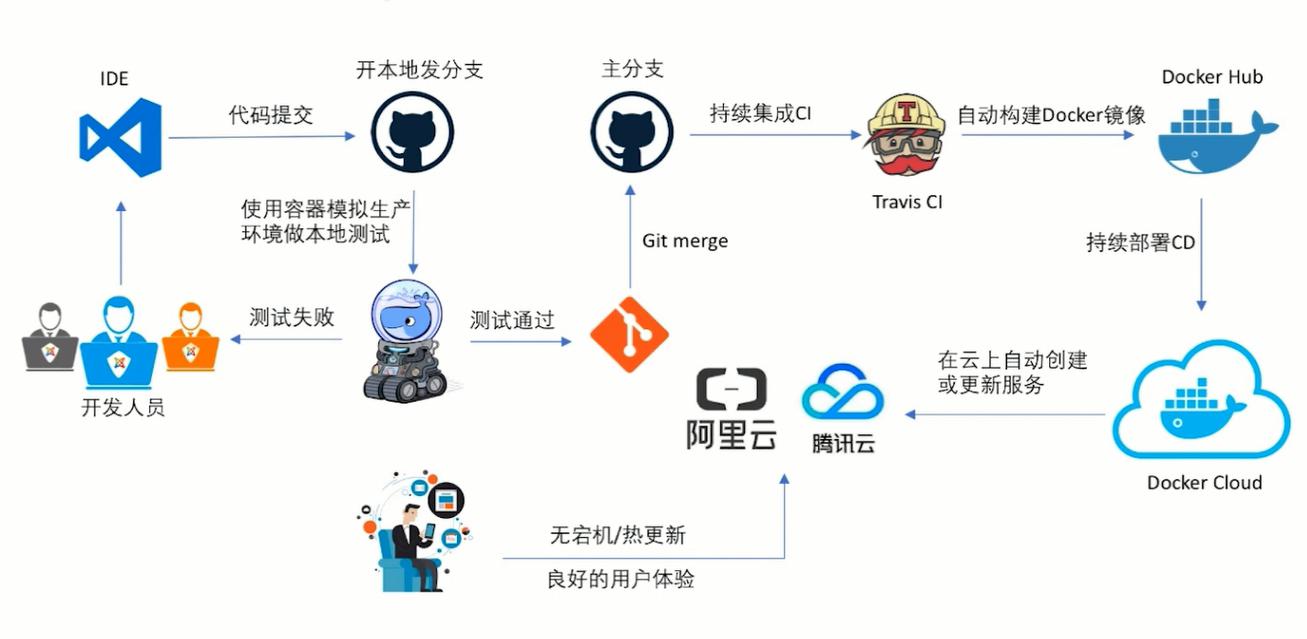 IDE
开本地发分支
主分支
Docker Hub
代码提交
持续集成CI
T
自动构建Docker镜像
Travis CI
使用容器模拟生产
环境做本地测试
Git merge
持续部署CD
测试失败
测试通过
开发人员
阿里云
腾讯云
在云上自动创建
或更新服务
Docker Cloud
无宕机/热更新
良好的用户体验